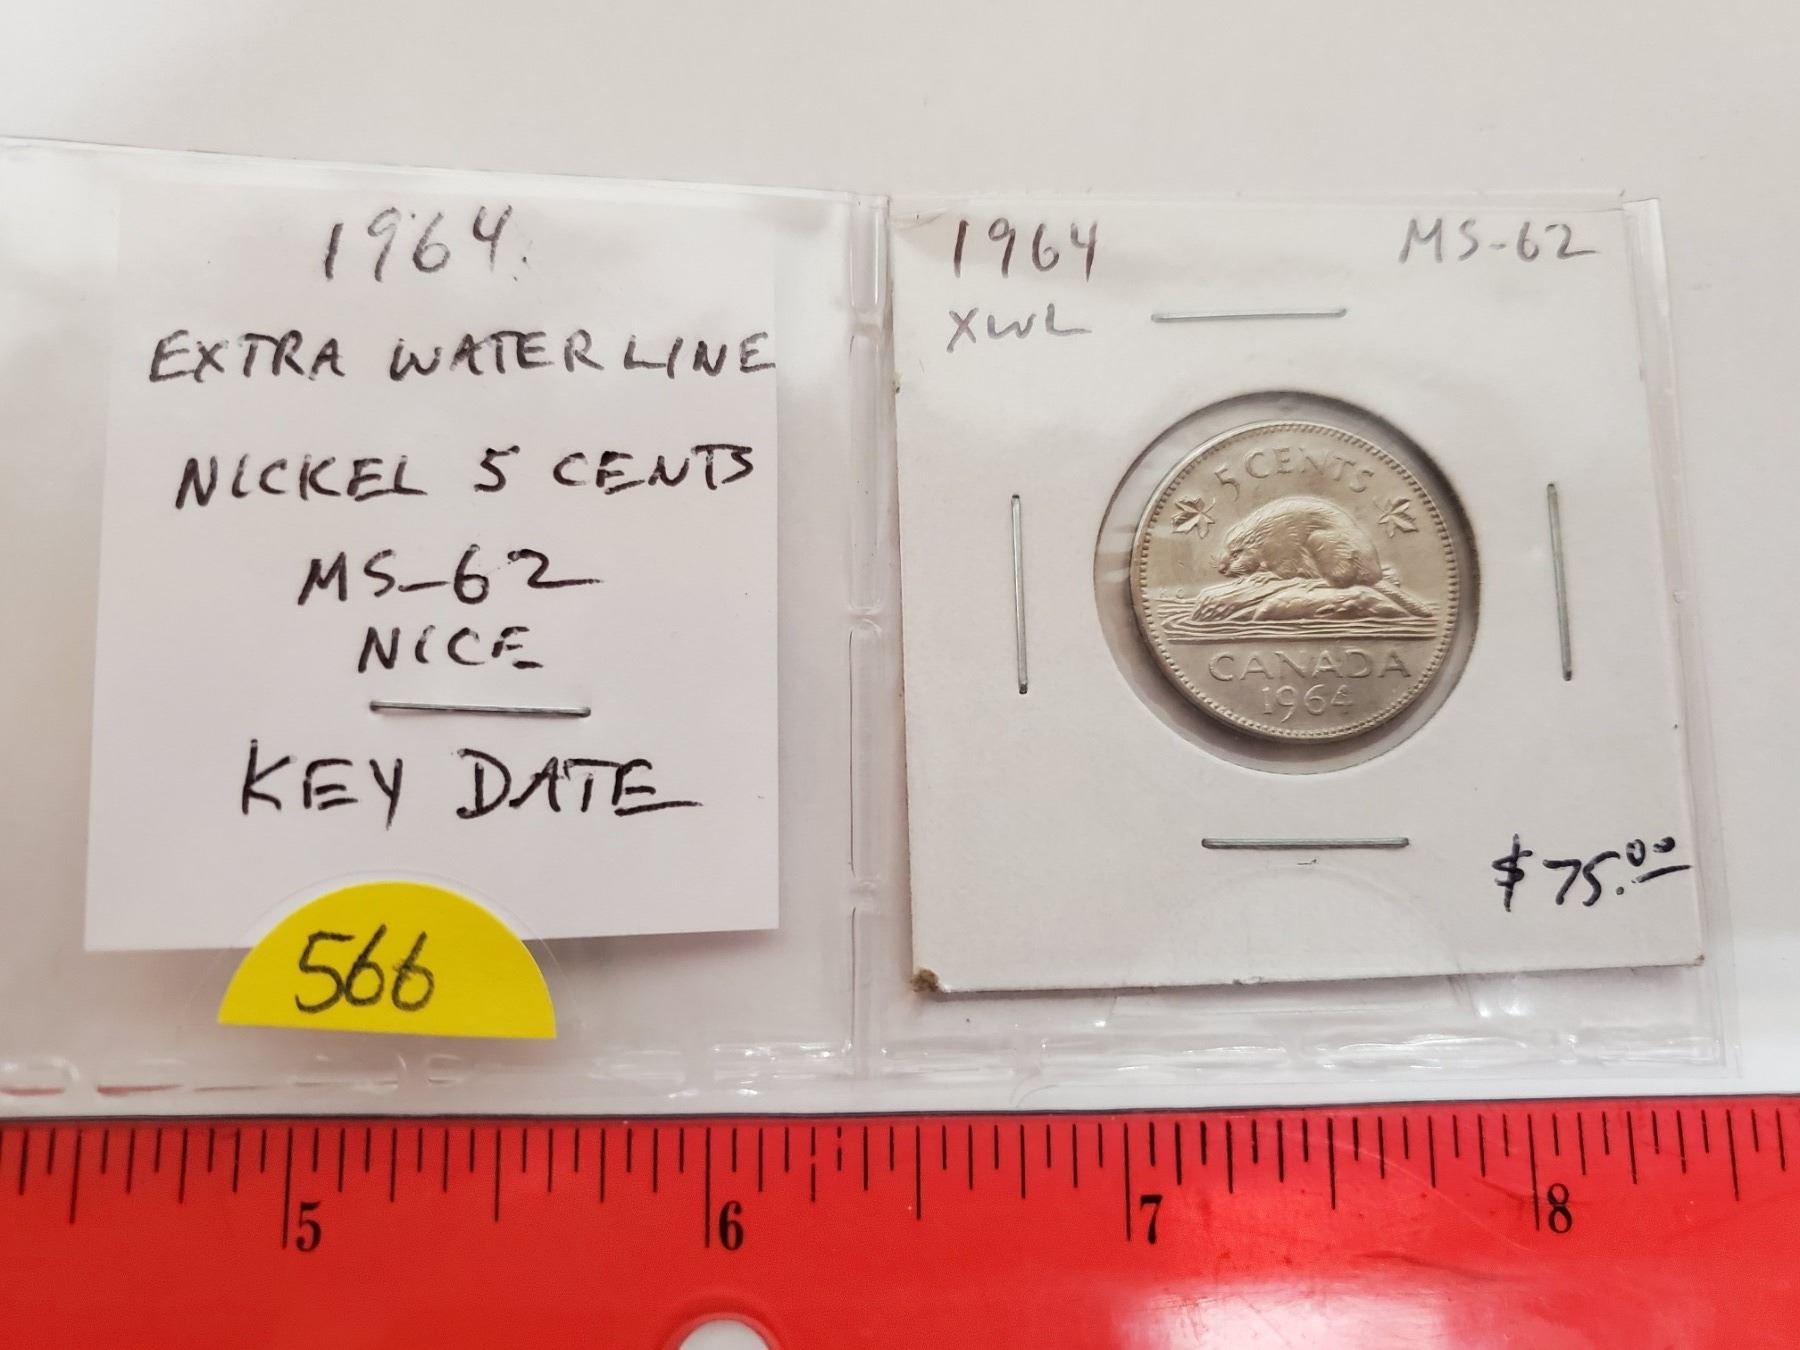 1964
EXTRA WATER LINE
NICKEL 5 CENTS
MS-62
NICE
KEY DATE
566
1964 MS-62
XWL
5 CENTS
K G
CANADA
1964
$75.00
5 6 7 8